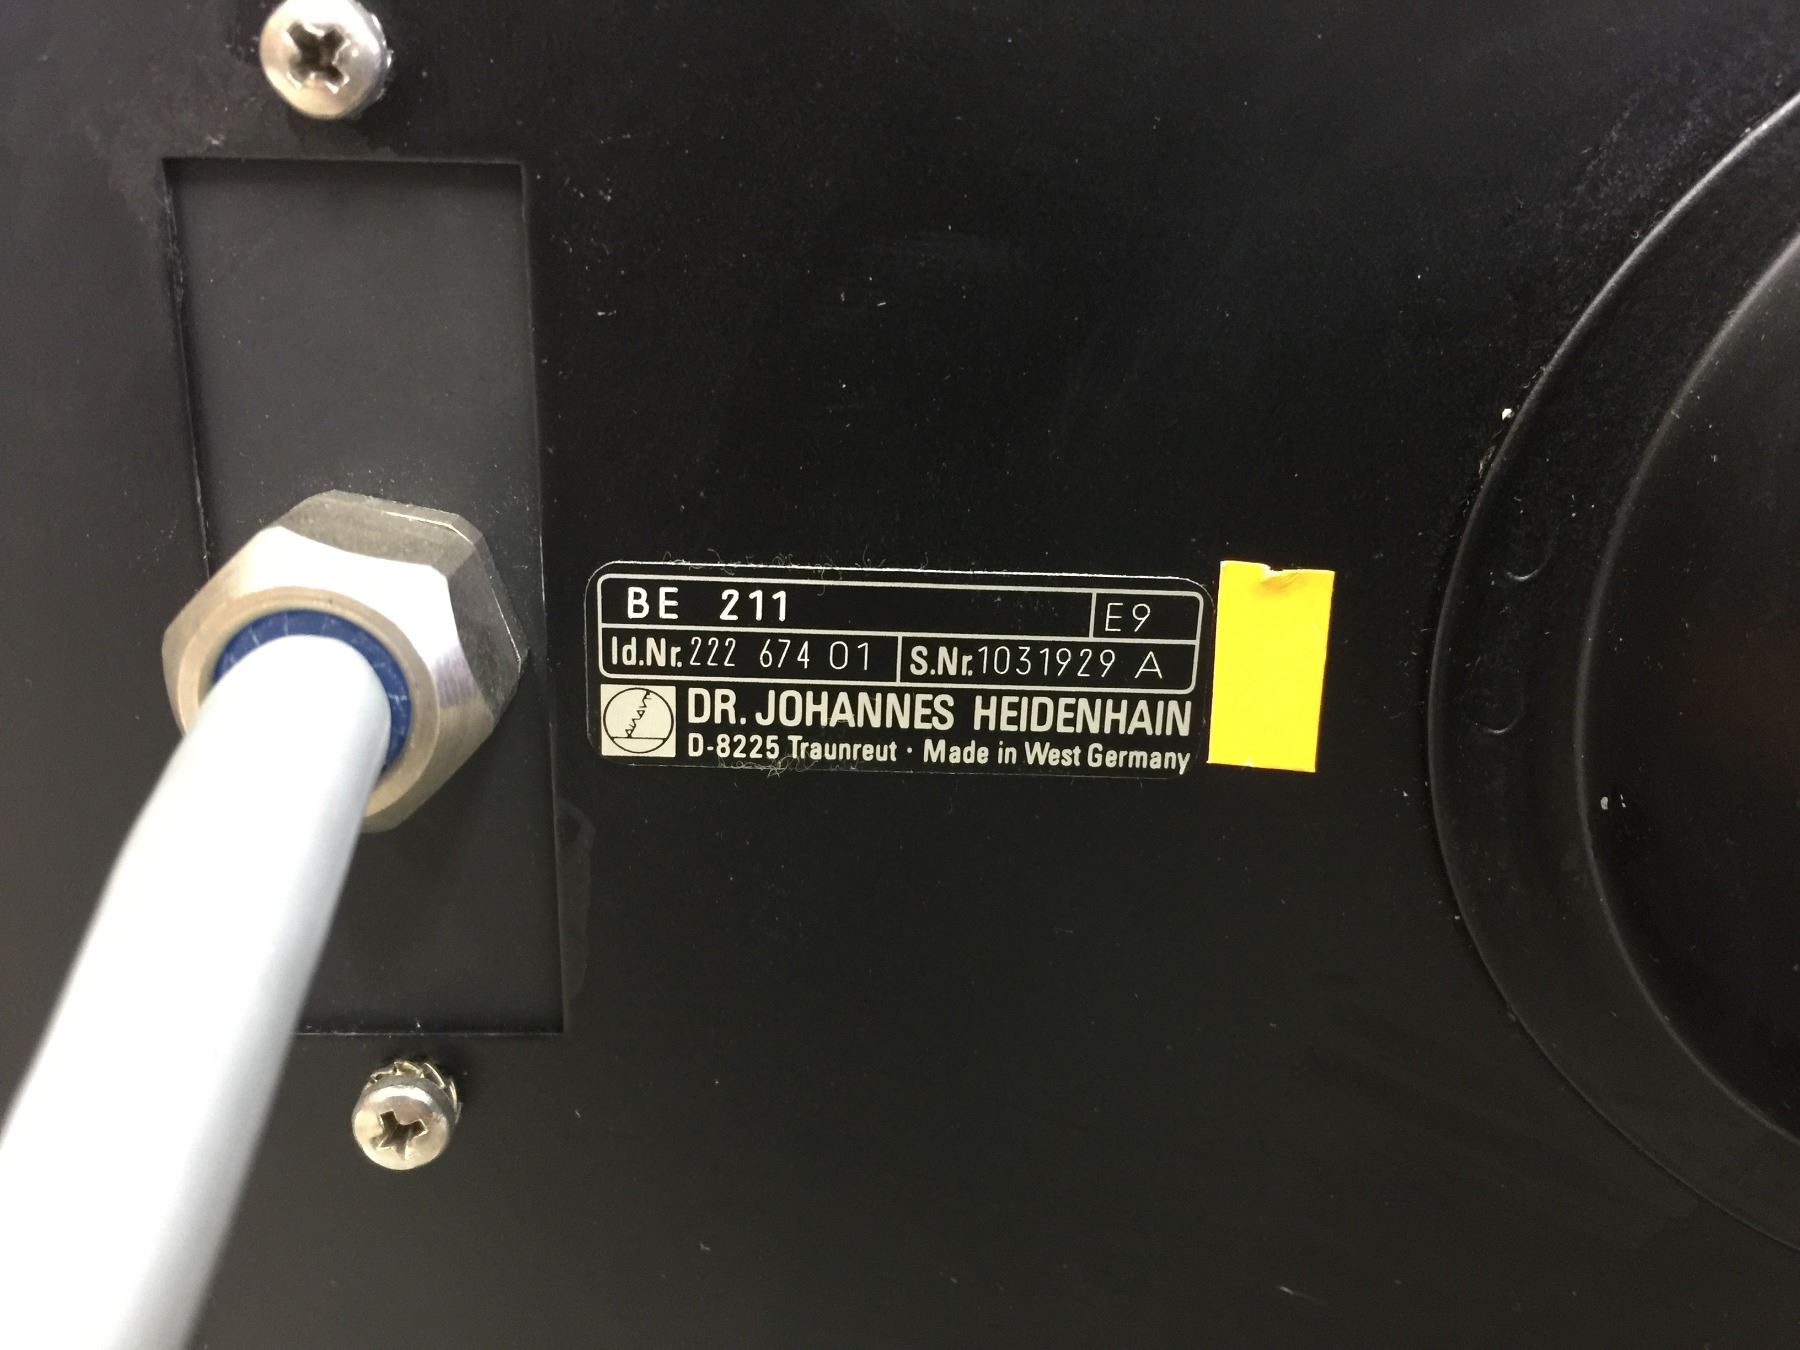 BE 211 E9
Id.Nr. 222 674 01 S.Nr. 1031929 A
DR. JOHANNES HEIDENHAIN
D-8225 Traunreut · Made in West Germany